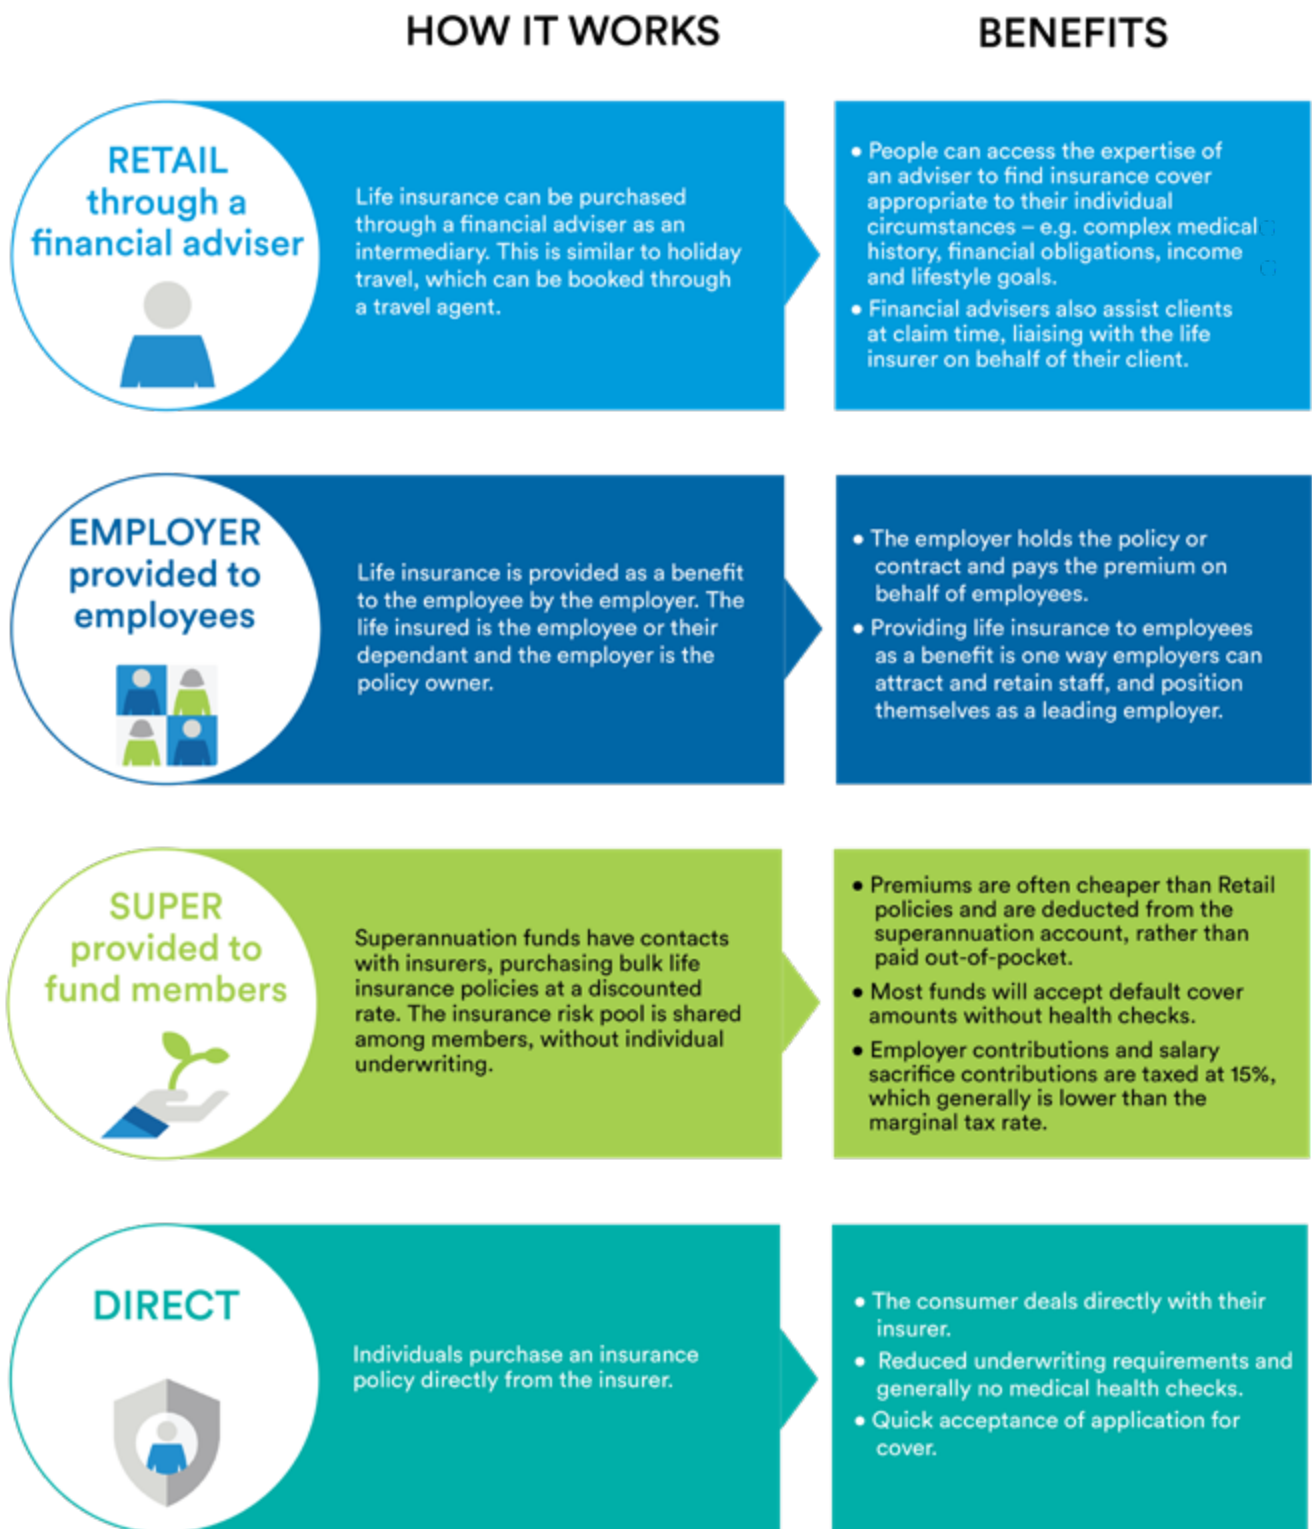 HOW IT WORKS
BENEFITS
RETAIL
through a
financial adviser
Life insurance can be purchased
through a financial adviser as an
intermediary. This is similar to holiday
travel, which can be booked through
a travel agent.
• People can access the expertise of
an adviser to find insurance cover
appropriate to their individual
circumstances – e.g. complex medical
history, financial obligations, income
and lifestyle goals.
• Financial advisers also assist clients
at claim time, liaising with the life
insurer on behalf of their client.
EMPLOYER
provided to
employees
Life insurance is provided as a benefit
to the employee by the employer. The
life insured is the employee or their
dependant and the employer is the
policy owner.
• The employer holds the policy or
contract and pays the premium on
behalf of employees.
• Providing life insurance to employees
as a benefit is one way employers can
attract and retain staff, and position
themselves as a leading employer.
SUPER
provided to
fund members
Superannuation funds have contacts
with insurers, purchasing bulk life
insurance policies at a discounted
rate. The insurance risk pool is shared
among members, without individual
underwriting.
• Premiums are often cheaper than Retail
policies and are deducted from the
superannuation account, rather than
paid out-of-pocket.
• Most funds will accept default cover
amounts without health checks.
• Employer contributions and salary
sacrifice contributions are taxed at 15%,
which generally is lower than the
marginal tax rate.
DIRECT
Individuals purchase an insurance
policy directly from the insurer.
• The consumer deals directly with their
insurer.
• Reduced underwriting requirements and
generally no medical health checks.
• Quick acceptance of application for
cover.